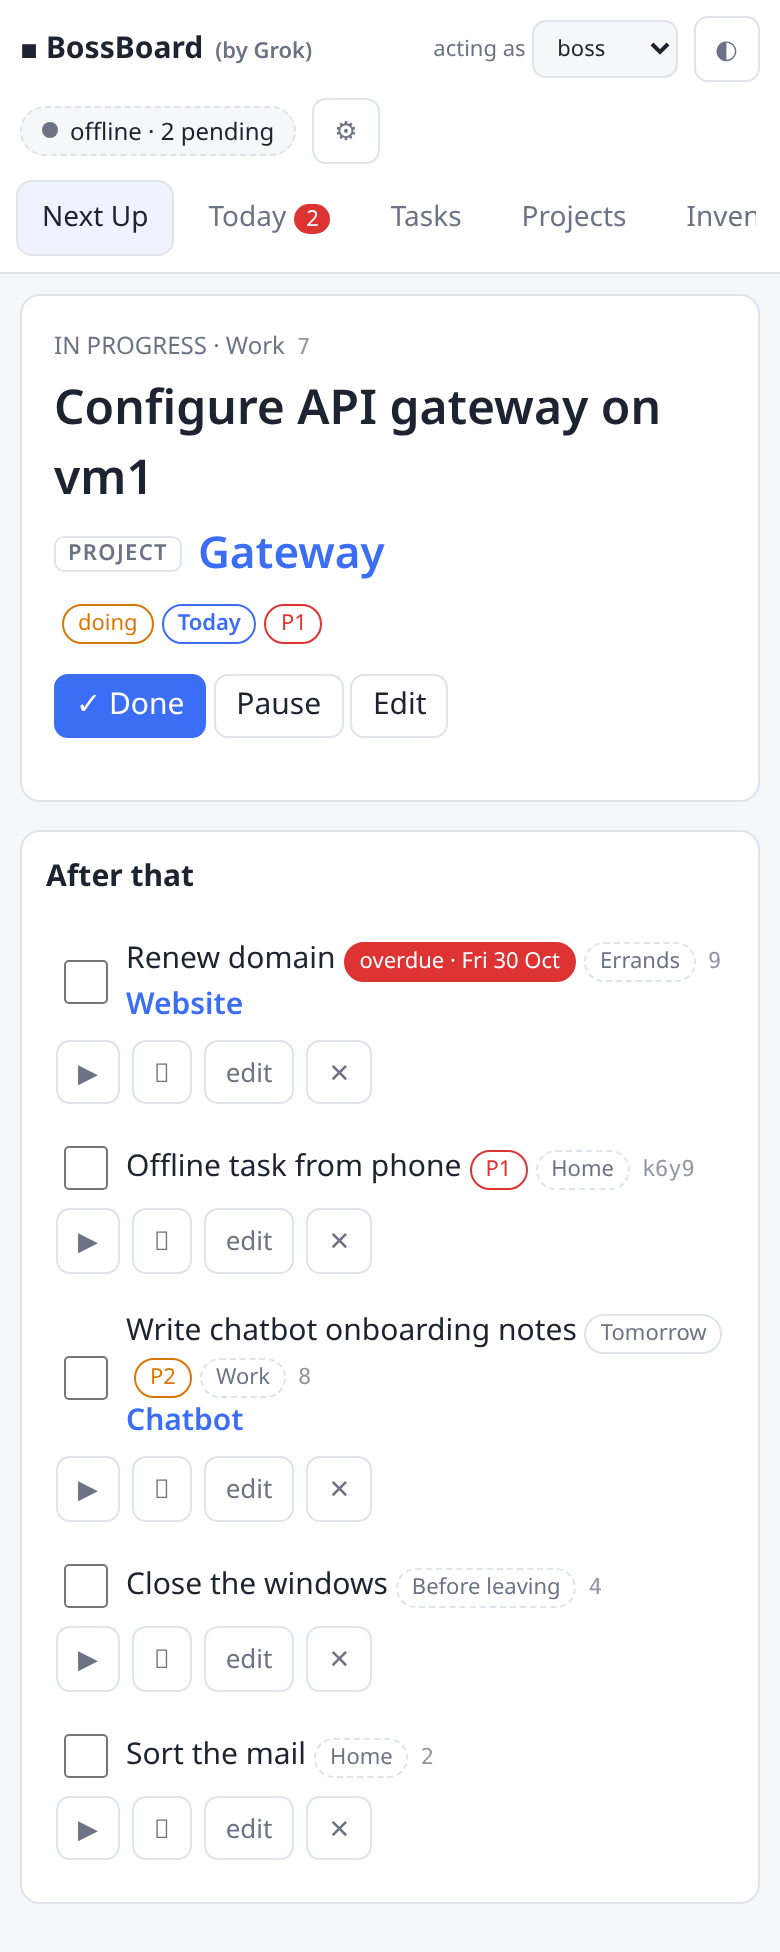 ■ BossBoard (by Grok) acting as boss ◐
offline · 2 pending ⚙
Next Up Today 2 Tasks Projects Inven
IN PROGRESS · Work 7
Configure API gateway on
vm1
PROJECT Gateway
doing Today P1
✓ Done Pause Edit
After that
Renew domain overdue · Fri 30 Oct Errands 9
Website
▶ ▯ edit ✕
Offline task from phone P1 Home k6y9
▶ ▯ edit ✕
Write chatbot onboarding notes Tomorrow
P2 Work 8
Chatbot
▶ ▯ edit ✕
Close the windows Before leaving 4
▶ ▯ edit ✕
Sort the mail Home 2
▶ ▯ edit ✕